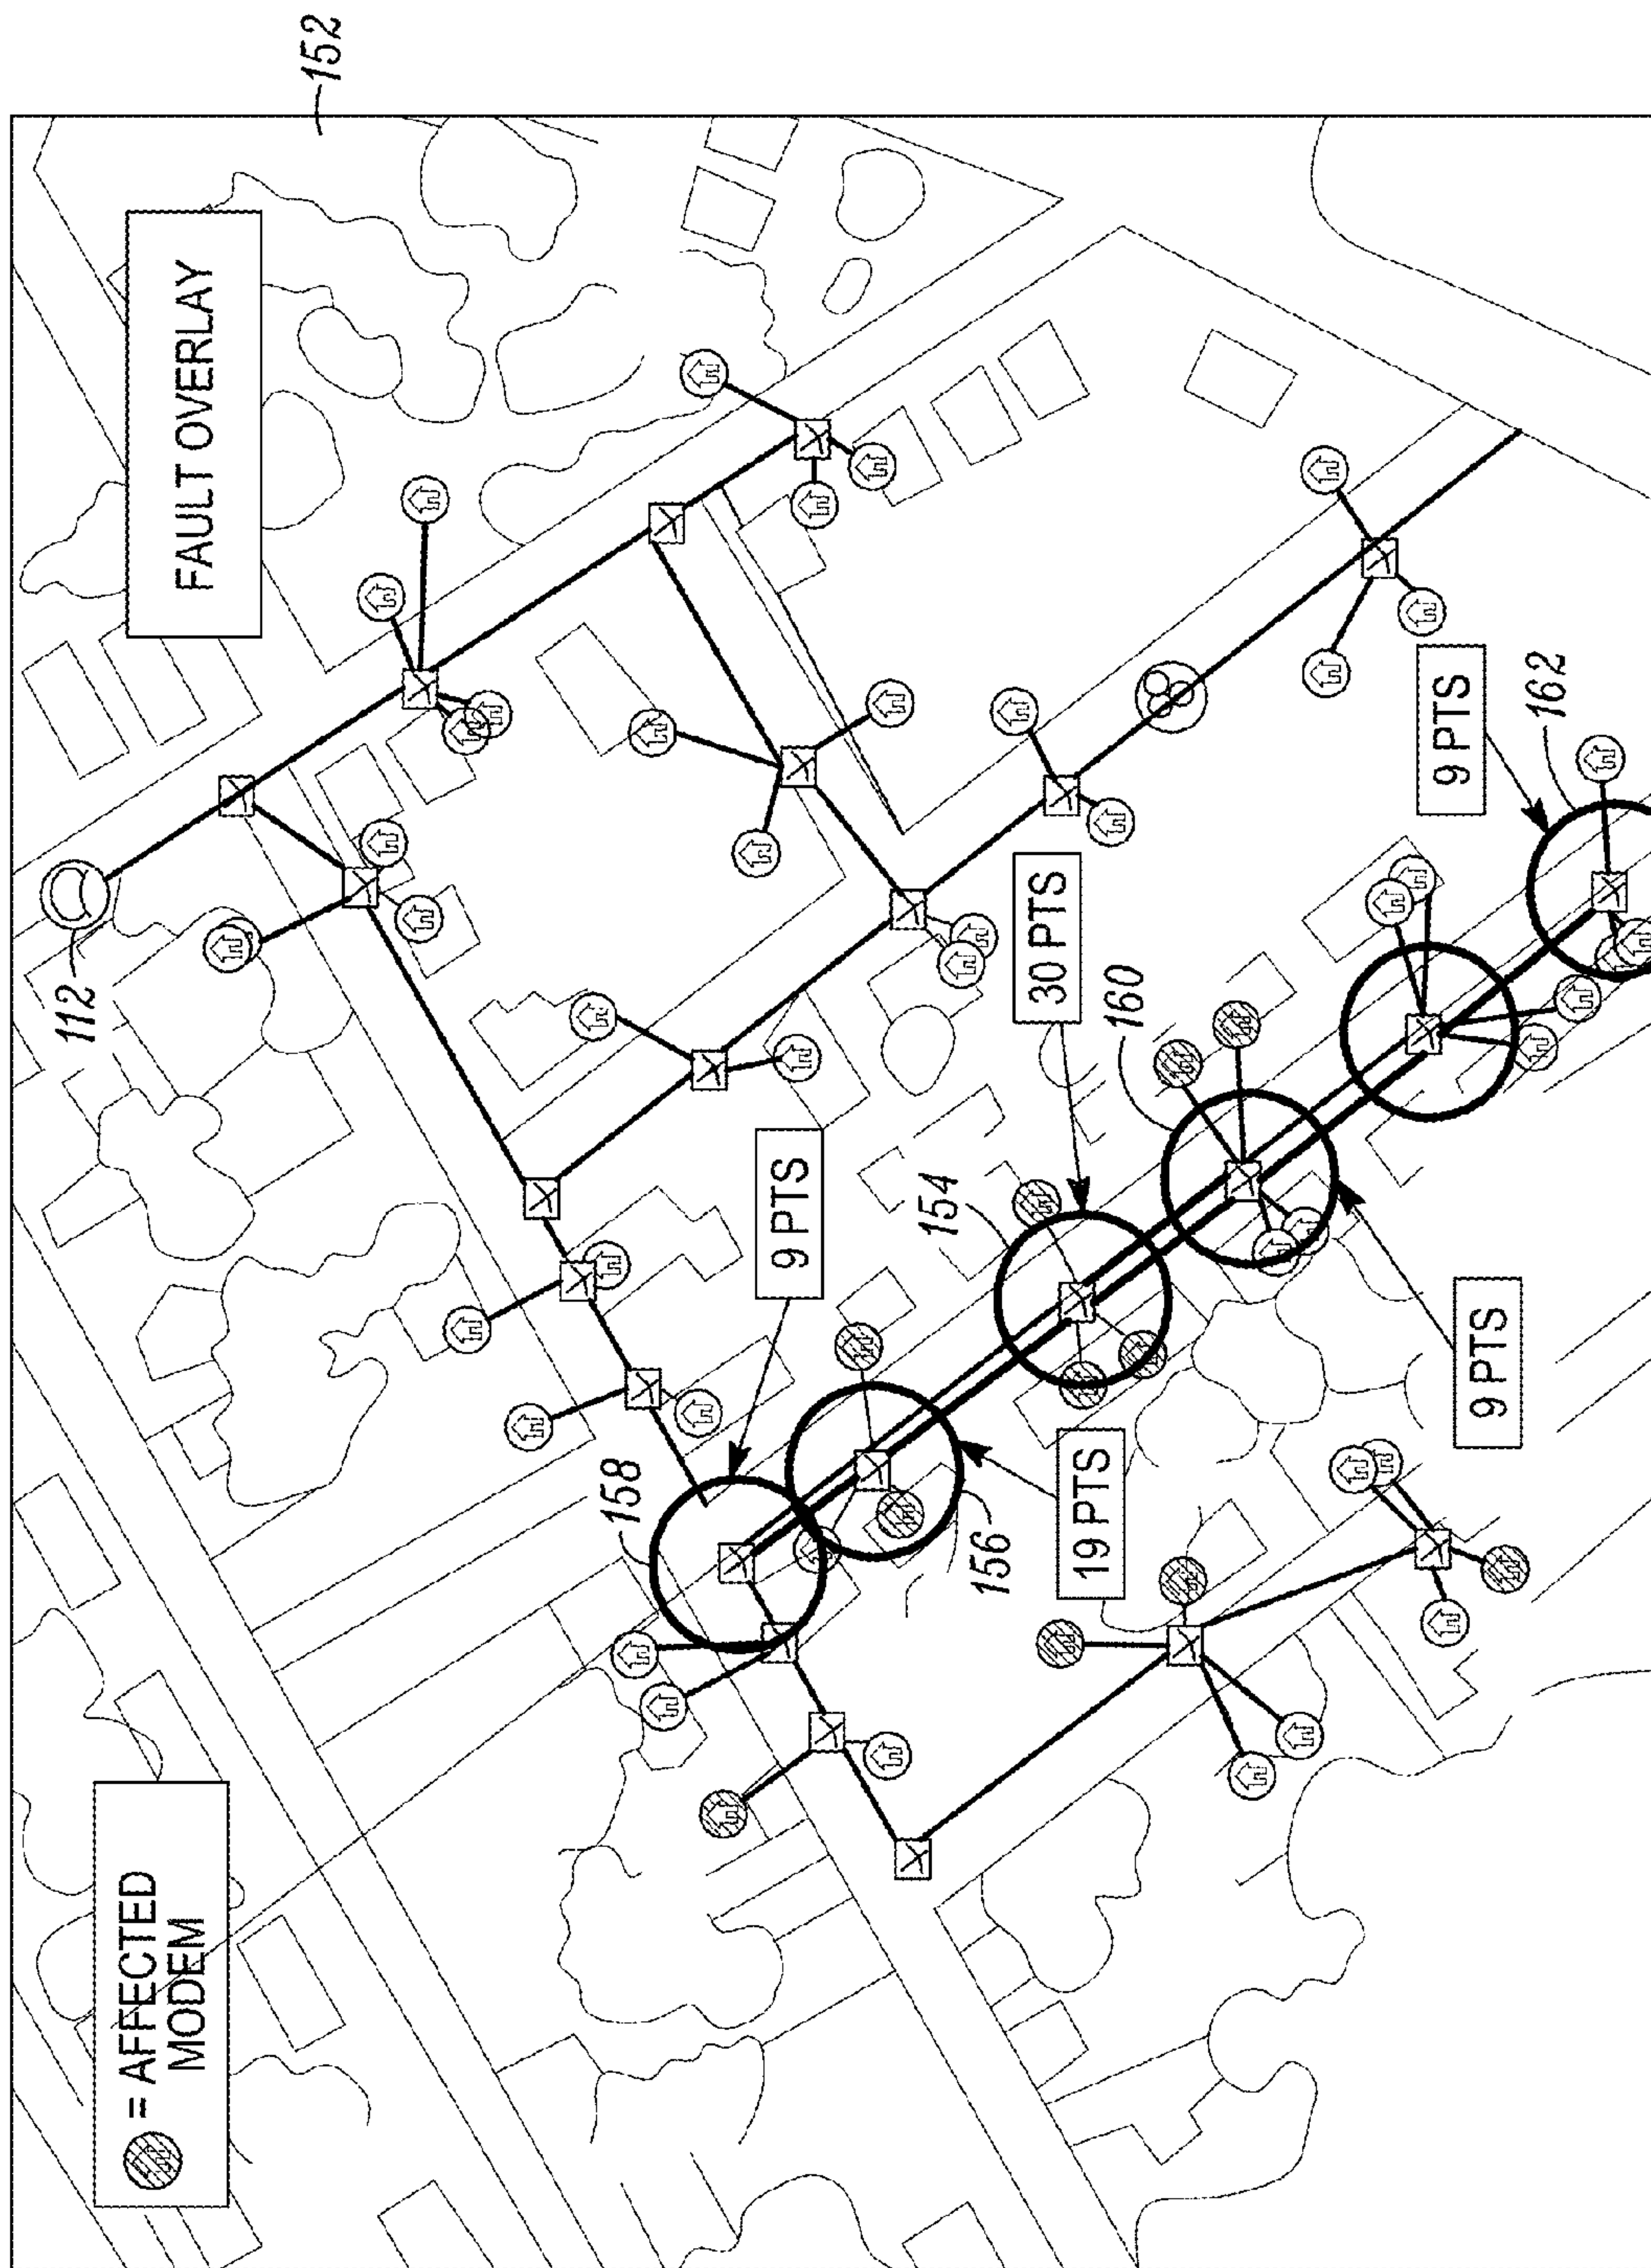 152
FAULT OVERLAY
= AFFECTED
MODEM
112
158
9 PTS
156
19 PTS
154
30 PTS
160
9 PTS
9 PTS
162